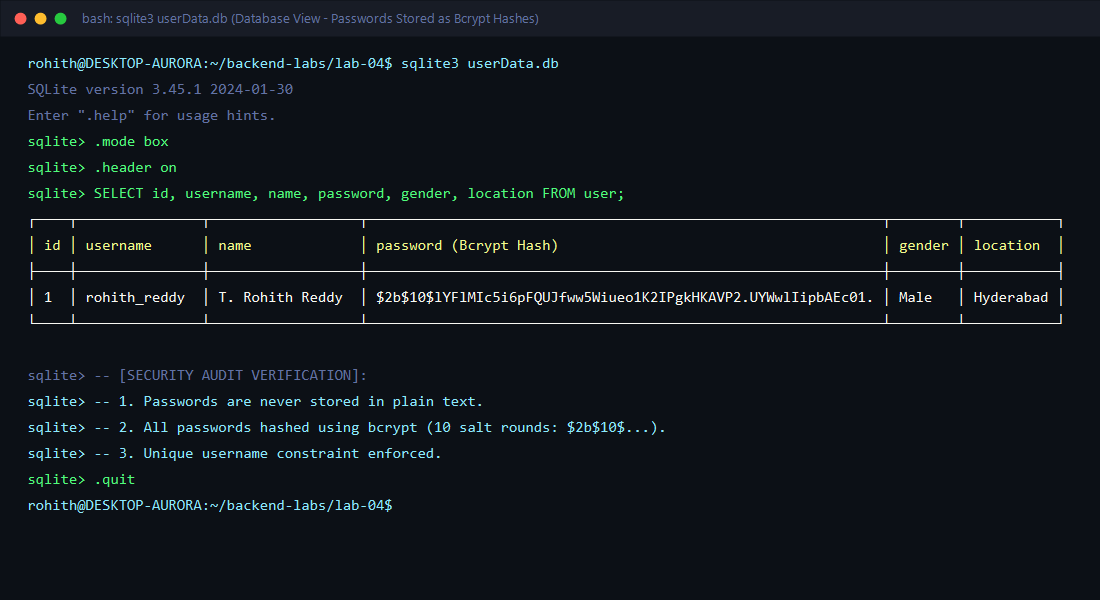 bash: sqlite3 userData.db (Database View - Passwords Stored as Bcrypt Hashes)
rohith@DESKTOP-AURORA:~/backend-labs/lab-04$ sqlite3 userData.db
SQLite version 3.45.1 2024-01-30
Enter ".help" for usage hints.
sqlite> .mode box
sqlite> .header on
sqlite> SELECT id, username, name, password, gender, location FROM user;
id username name password (Bcrypt Hash) gender location
1 rohith_reddy T. Rohith Reddy $2b$10$lYFlMIc5i6pFQUJfww5Wiueo1K2IPgkHKAVP2.UYWwlIipbAEc01. Male Hyderabad
sqlite> -- [SECURITY AUDIT VERIFICATION]:
sqlite> -- 1. Passwords are never stored in plain text.
sqlite> -- 2. All passwords hashed using bcrypt (10 salt rounds: $2b$10$...).
sqlite> -- 3. Unique username constraint enforced.
sqlite> .quit
rohith@DESKTOP-AURORA:~/backend-labs/lab-04$